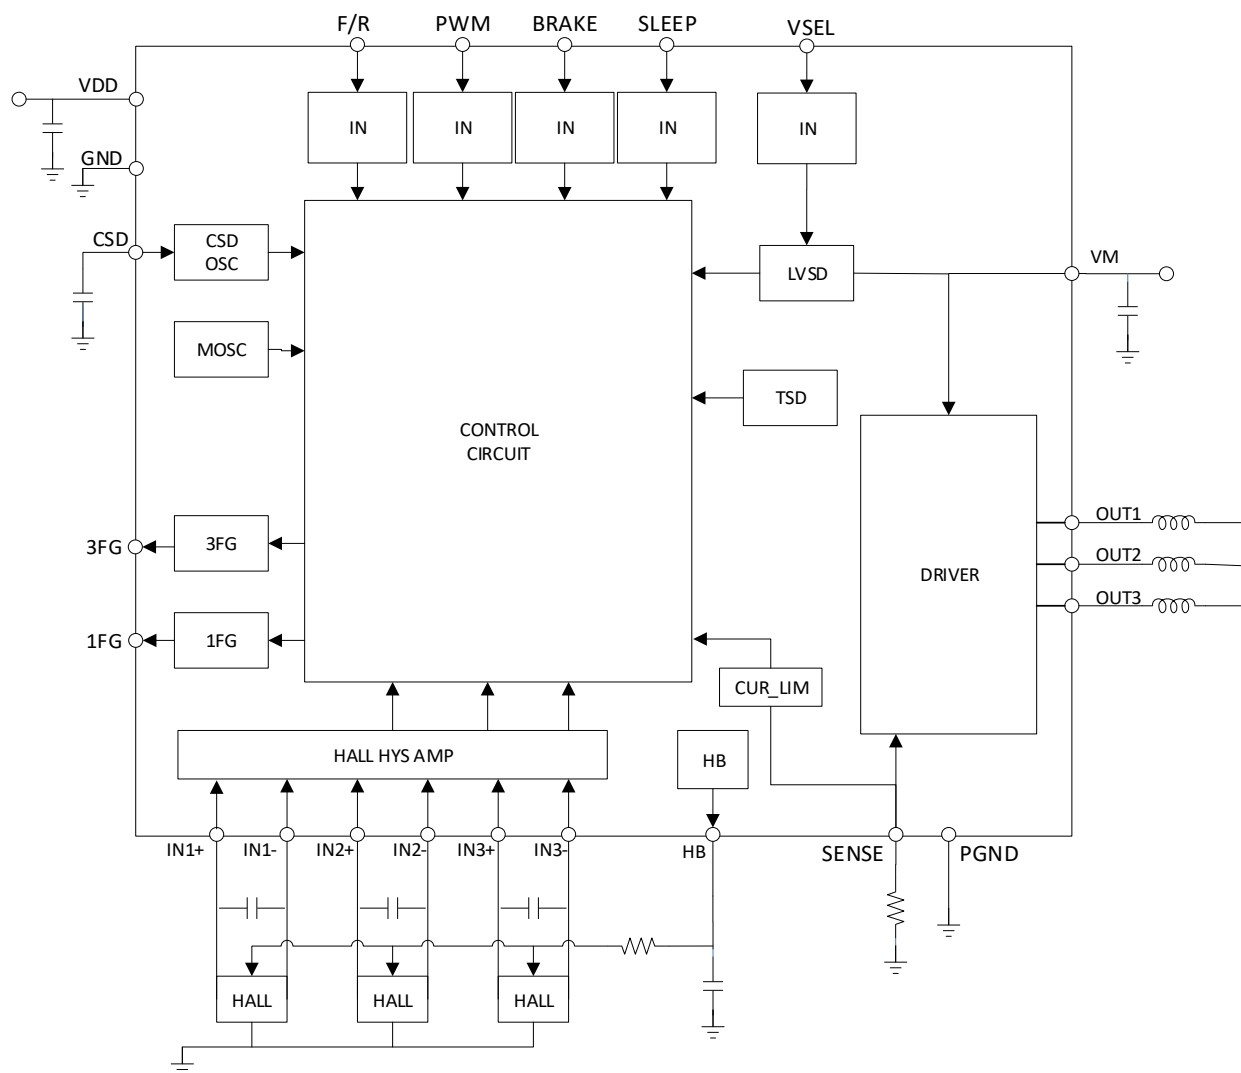 F/R
PWM
BRAKE
SLEEP
VSEL
VDD
IN
IN
IN
IN
IN
GND
CSD
CSD
OSC
LVSD
VM
MOSC
TSD
CONTROL
CIRCUIT
OUT1
3FG
3FG
OUT2
DRIVER
OUT3
1FG
1FG
CUR_LIM
HALL HYS AMP
HB
IN1+
IN1-
IN2+
IN2-
IN3+
IN3-
HB
SENSE
PGND
HALL
HALL
HALL